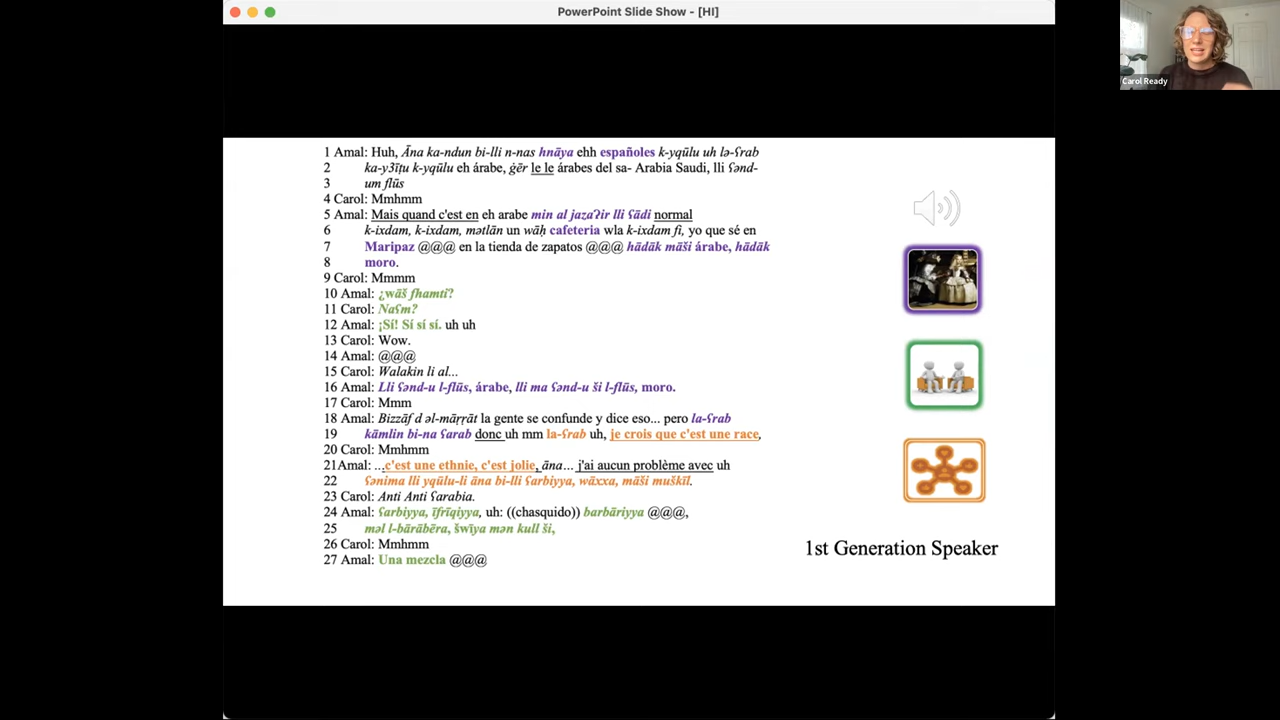 PowerPoint Slide Show - [HI]
Carol Ready
1 Amal: Huh, Āna ka-ndun bi-lli n-nas hnāya ehh españoles k-yqūlu uh lə-ʕrab
2 ka-yʒīṭu k-yqūlu eh árabe, ġēr le le árabes del sa- Arabia Saudi, lli ʕənd-
3 um flūs
4 Carol: Mmhmm
5 Amal: Mais quand c'est en eh arabe min al jazaʔir lli ʕādi normal
6 k-ixdam, k-ixdam, mətlān un wāḥ cafeteria wla k-ixdam fi, yo que sé en
7 Maripaz @@@ en la tienda de zapatos @@@ hādāk māši árabe, hādāk
8 moro.
9 Carol: Mmmm
10 Amal: ¿wāš fhamti?
11 Carol: Naʕm?
12 Amal: ¡Sí! Sí sí sí. uh uh
13 Carol: Wow.
14 Amal: @@@
15 Carol: Walakin li al...
16 Amal: Lli ʕənd-u l-flūs, árabe, lli ma ʕənd-u ši l-flūs, moro.
17 Carol: Mmm
18 Amal: Bizzāf d əl-māṛṛāt la gente se confunde y dice eso... pero la-ʕrab
19 kāmlin bi-na ʕarab donc uh mm la-ʕrab uh, je crois que c'est une race,
20 Carol: Mmhmm
21Amal: ...c'est une ethnie, c'est jolie, āna... j'ai aucun problème avec uh
22 ʕənima lli yqūlu-li āna bi-lli ʕarbiyya, wāxxa, māši muškīl.
23 Carol: Anti Anti ʕarabia.
24 Amal: ʕarbiyya, īfrīqiyya, uh: ((chasquido)) barbāriyya @@@,
25 məl l-bārābēra, šwīya mən kull ši,
26 Carol: Mmhmm
27 Amal: Una mezcla @@@
1st Generation Speaker